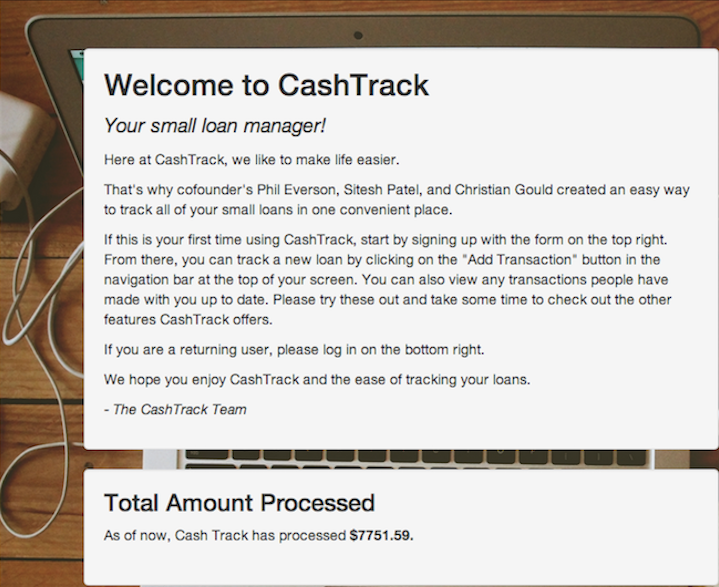 Welcome to CashTrack
Your small loan manager!
Here at CashTrack, we like to make life easier.
That's why cofounder's Phil Everson, Sitesh Patel, and Christian Gould created an easy way
to track all of your small loans in one convenient place.
If this is your first time using CashTrack, start by signing up with the form on the top right.
From there, you can track a new loan by clicking on the "Add Transaction" button in the
navigation bar at the top of your screen. You can also view any transactions people have
made with you up to date. Please try these out and take some time to check out the other
features CashTrack offers.
If you are a returning user, please log in on the bottom right.
We hope you enjoy CashTrack and the ease of tracking your loans.
- The CashTrack Team
Total Amount Processed
As of now, Cash Track has processed $7751.59.